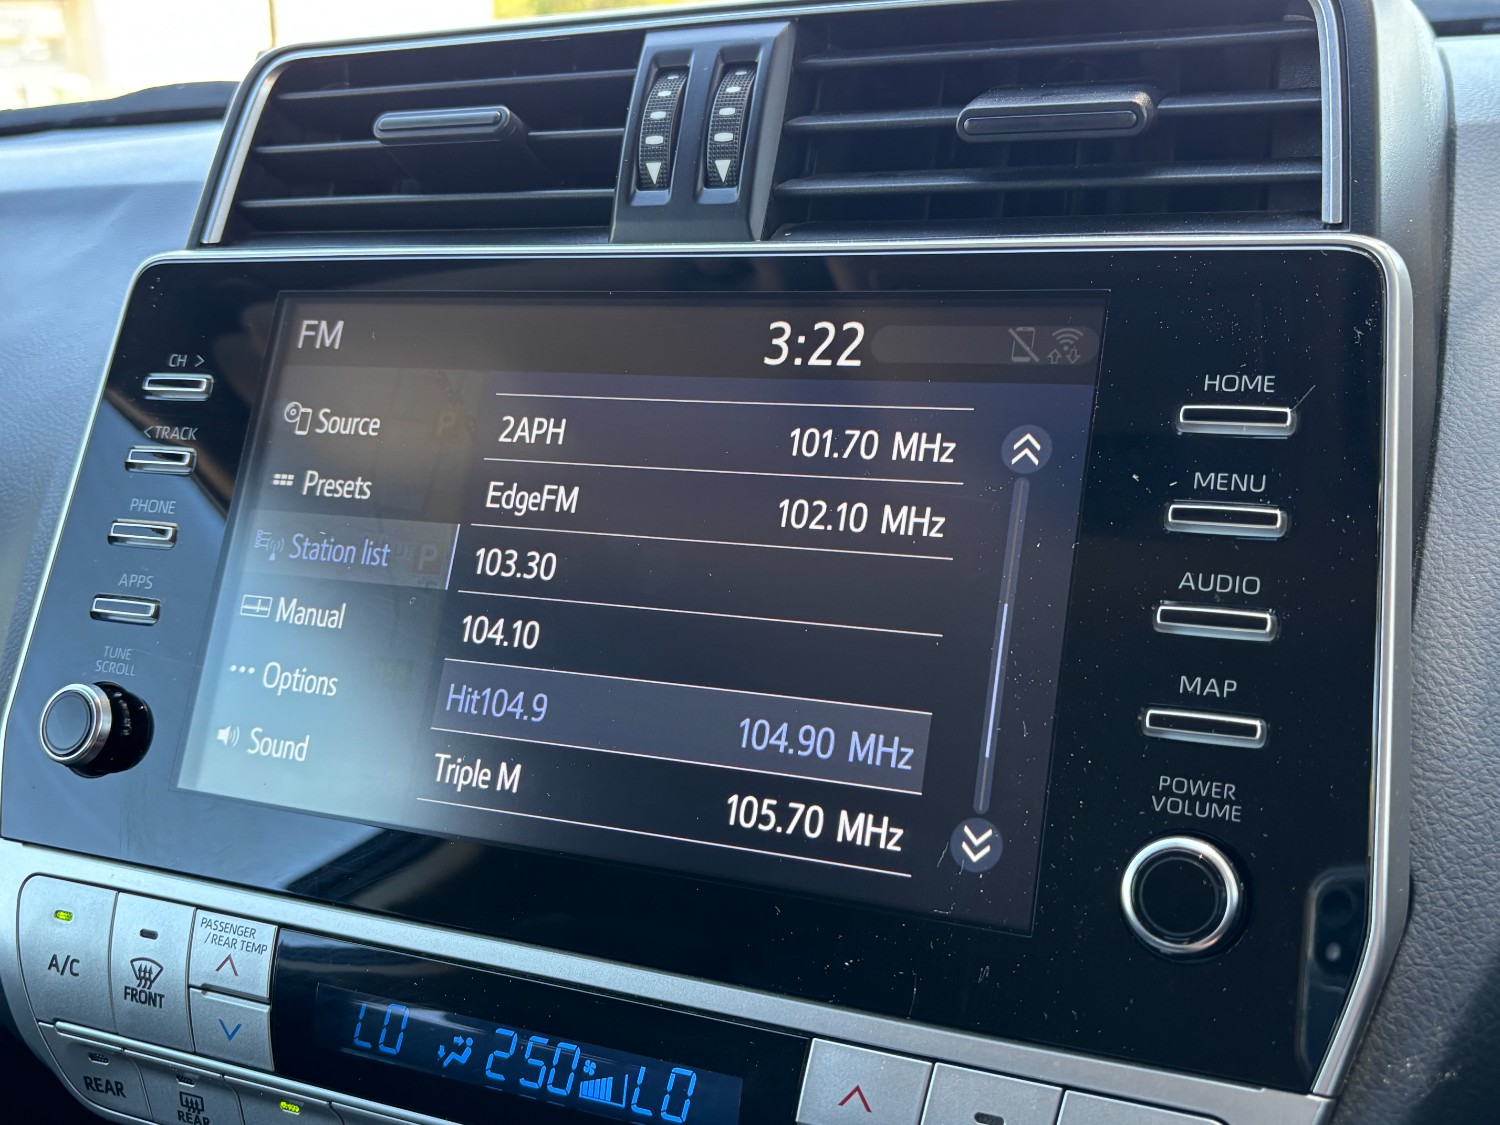 FM
3:22
CH >
<TRACK
PHONE
APPS
TUNE
SCROLL
Source
Presets
Station list
Manual
Options
Sound
2APH 101.70 MHz
EdgeFM 102.10 MHz
103.30
104.10
Hit104.9 104.90 MHz
Triple M 105.70 MHz
HOME
MENU
AUDIO
MAP
POWER
VOLUME
A/C
FRONT
PASSENGER
/REAR TEMP
REAR
REAR
LO 250 LO